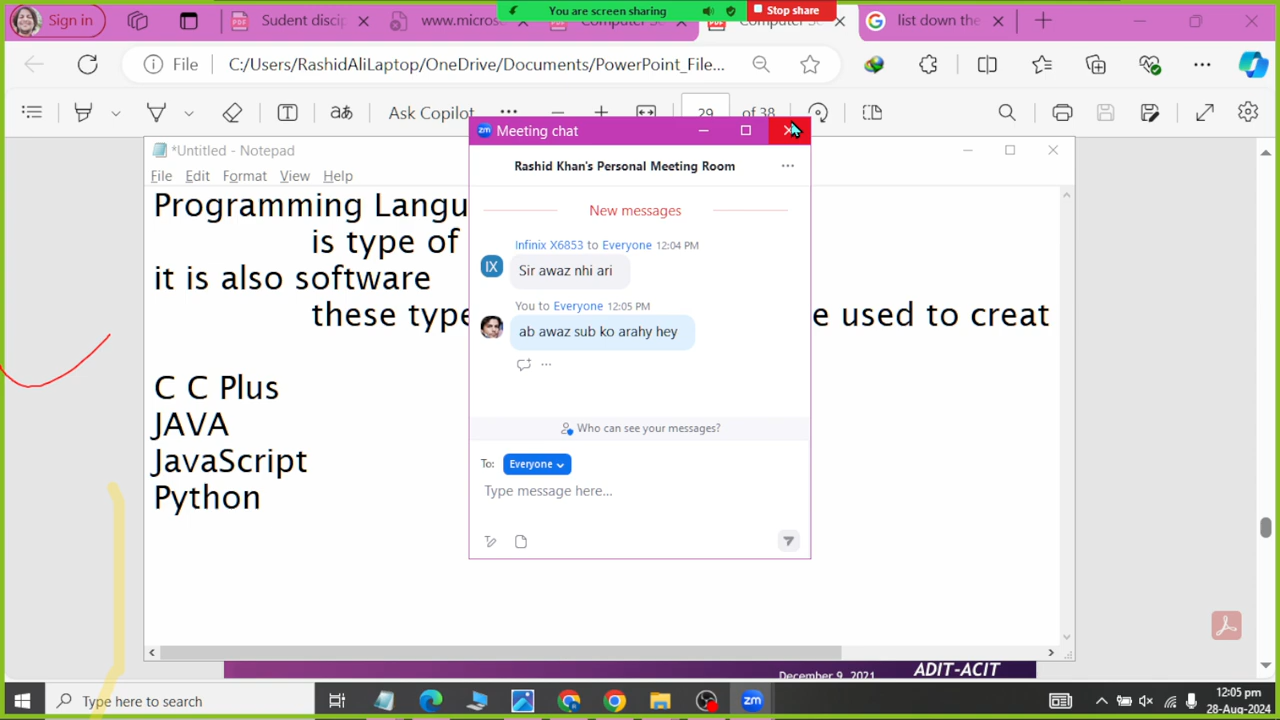 Sign in
Sudent discip
www.micros
You are screen sharing
Stop share
list down the
File
C:/Users/RashidAliLaptop/OneDrive/Documents/PowerPoint_File...
Ask Copilot
29 of 38
*Untitled - Notepad
File Edit Format View Help
Programming Langu
is type of
it is also software
these type
e used to creat
C C Plus
JAVA
JavaScript
Python
zm Meeting chat
Rashid Khan's Personal Meeting Room
New messages
Infinix X6853 to Everyone 12:04 PM
IX
Sir awaz nhi ari
You to Everyone 12:05 PM
ab awaz sub ko arahy hey
Who can see your messages?
To: Everyone
Type message here...
December 9, 2021
ADIT-ACIT
Type here to search
zm
12:05 pm
28-Aug-2024